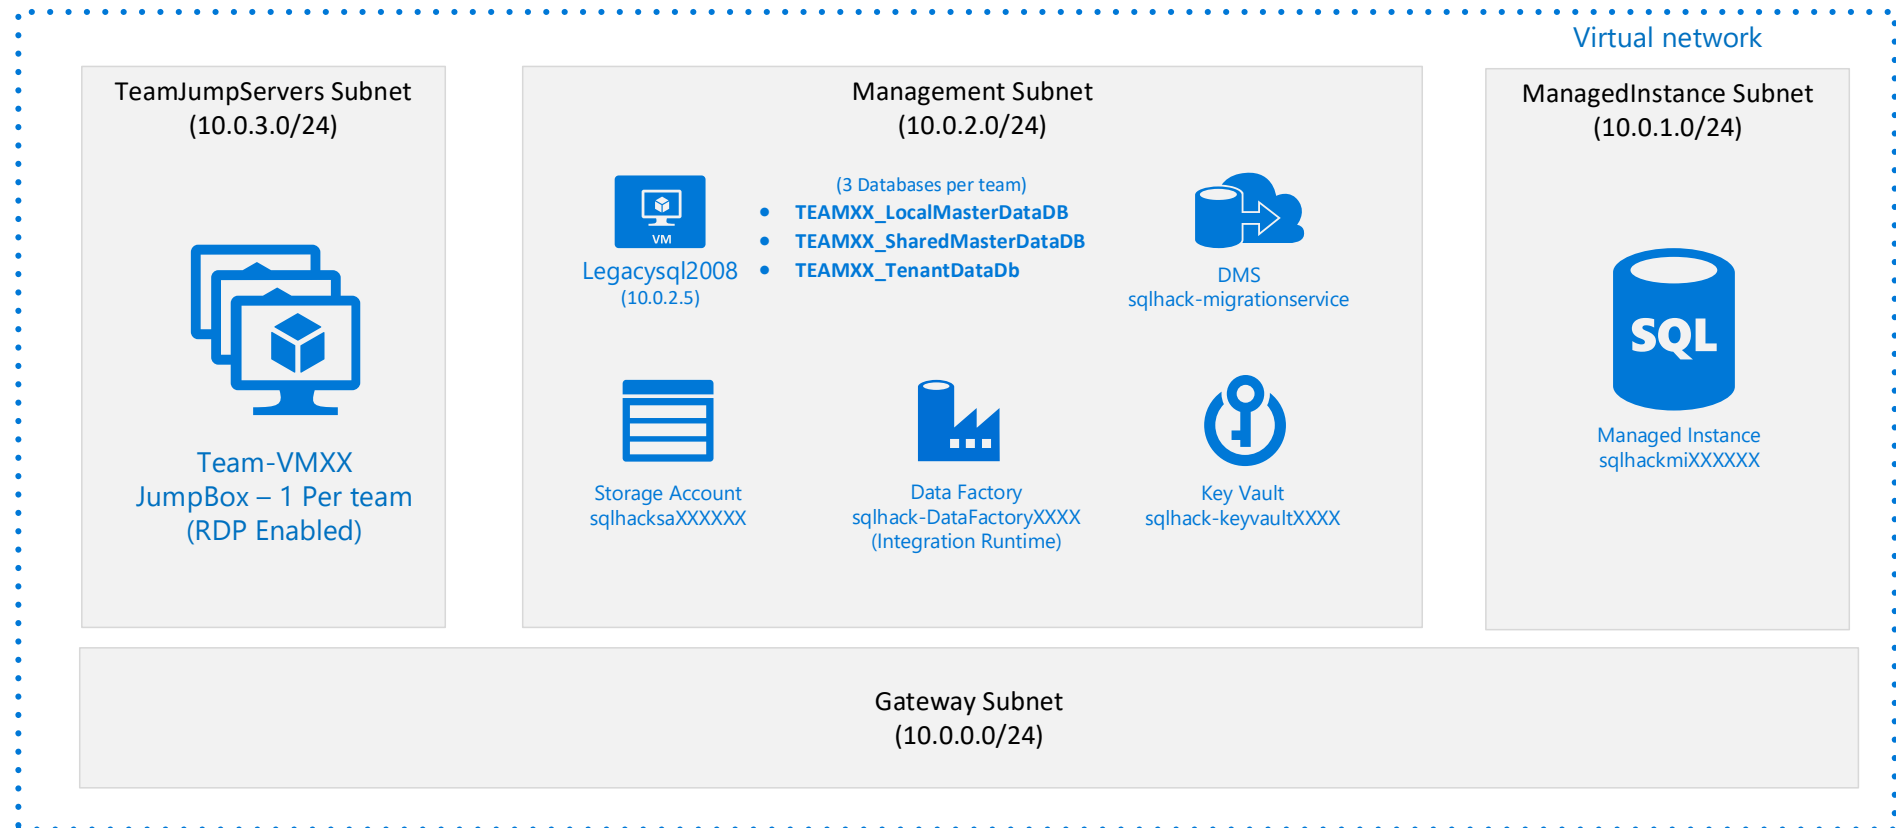 Virtual network
TeamJumpServers Subnet
(10.0.3.0/24)
Team-VMXX
JumpBox – 1 Per team
(RDP Enabled)
Management Subnet
(10.0.2.0/24)
VM
Legacysql2008
(10.0.2.5)
(3 Databases per team)
• TEAMXX_LocalMasterDataDB
• TEAMXX_SharedMasterDataDB
• TEAMXX_TenantDataDb
DMS
sqlhack-migrationservice
Storage Account
sqlhacksaXXXXXX
Data Factory
sqlhack-DataFactoryXXXX
(Integration Runtime)
Key Vault
sqlhack-keyvaultXXXX
ManagedInstance Subnet
(10.0.1.0/24)
SQL
Managed Instance
sqlhackmiXXXXXX
Gateway Subnet
(10.0.0.0/24)